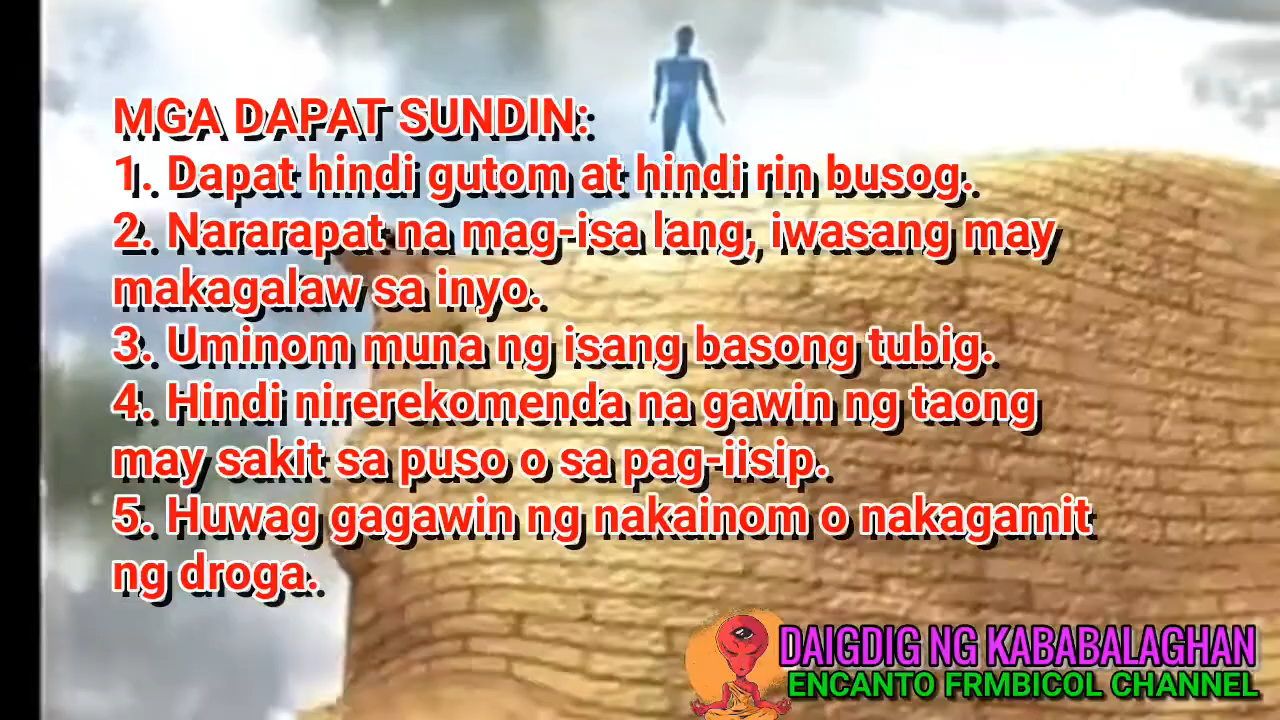 MGA DAPAT SUNDIN:
1. Dapat hindi gutom at hindi rin busog.
2. Nararapat na mag-isa lang, iwasang may
makagalaw sa inyo.
3. Uminom muna ng isang basong tubig.
4. Hindi nirerekomenda na gawin ng taong
may sakit sa puso o sa pag-iisip.
5. Huwag gagawin ng nakainom o nakagamit
ng droga.
DAIGDIG NG KABABALAGHAN
ENCANTO FRMBICOL CHANNEL